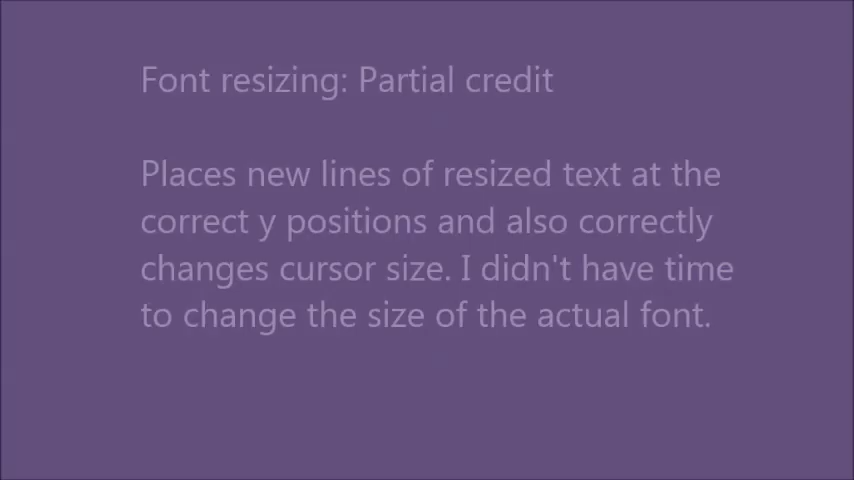 Font resizing: Partial credit
Places new lines of resized text at the
correct y positions and also correctly
changes cursor size. I didn't have time
to change the size of the actual font.